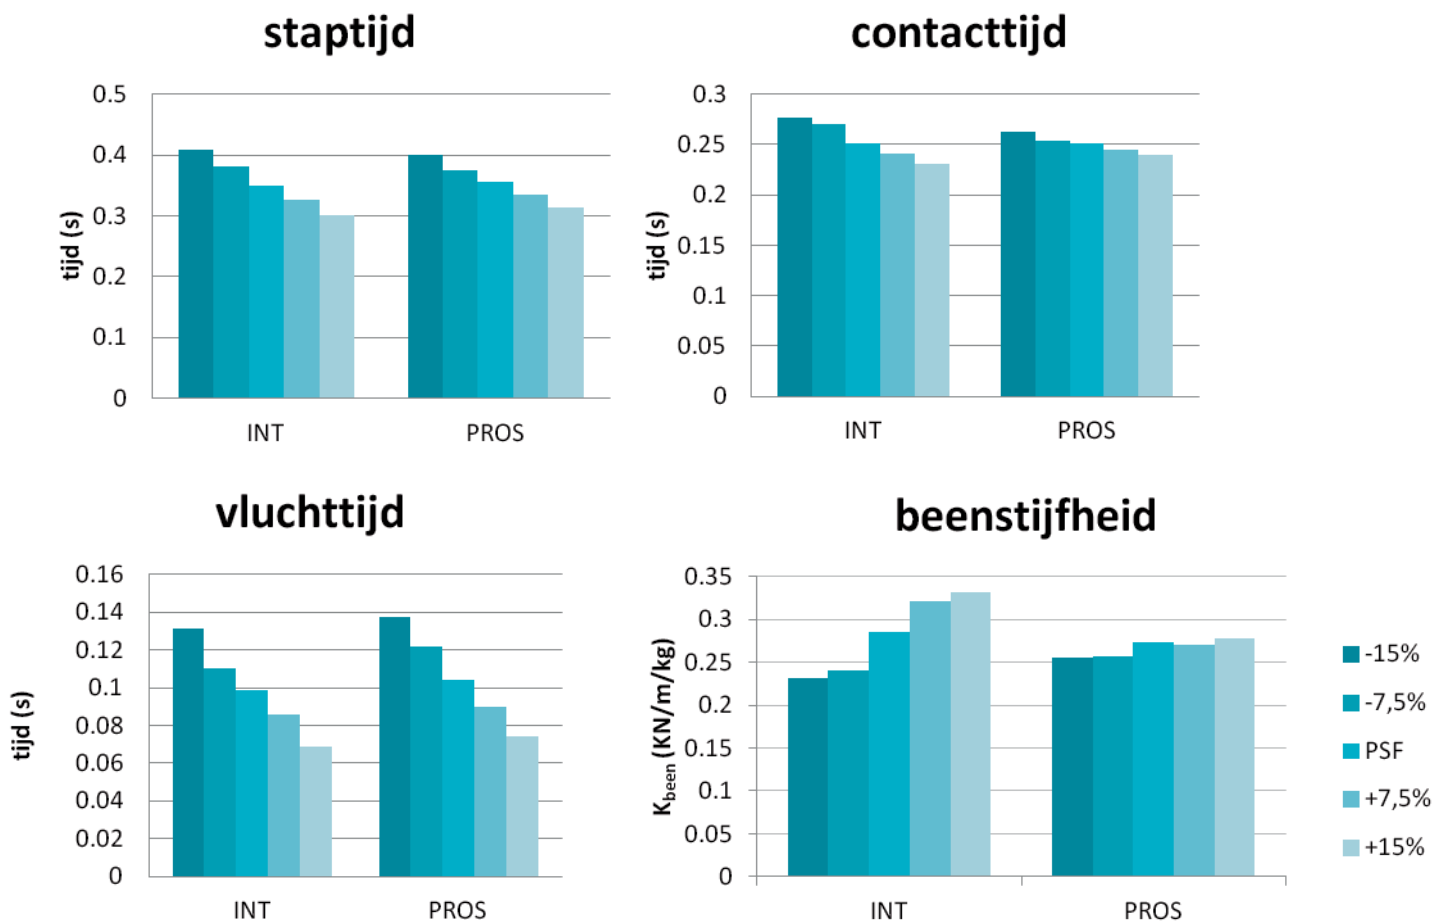 staptijd
0.5
0.4
0.3
0.2
0.1
0
tijd (s)
INT PROS
contacttijd
0.3
0.25
0.2
0.15
0.1
0.05
0
tijd (s)
INT PROS
vluchttijd
0.16
0.14
0.12
0.1
0.08
0.06
0.04
0.02
0
tijd (s)
INT PROS
beenstijfheid
0.35
0.3
0.25
0.2
0.15
0.1
0.05
0
Kbeen (KN/m/kg)
INT PROS
-15%
-7,5%
PSF
+7,5%
+15%